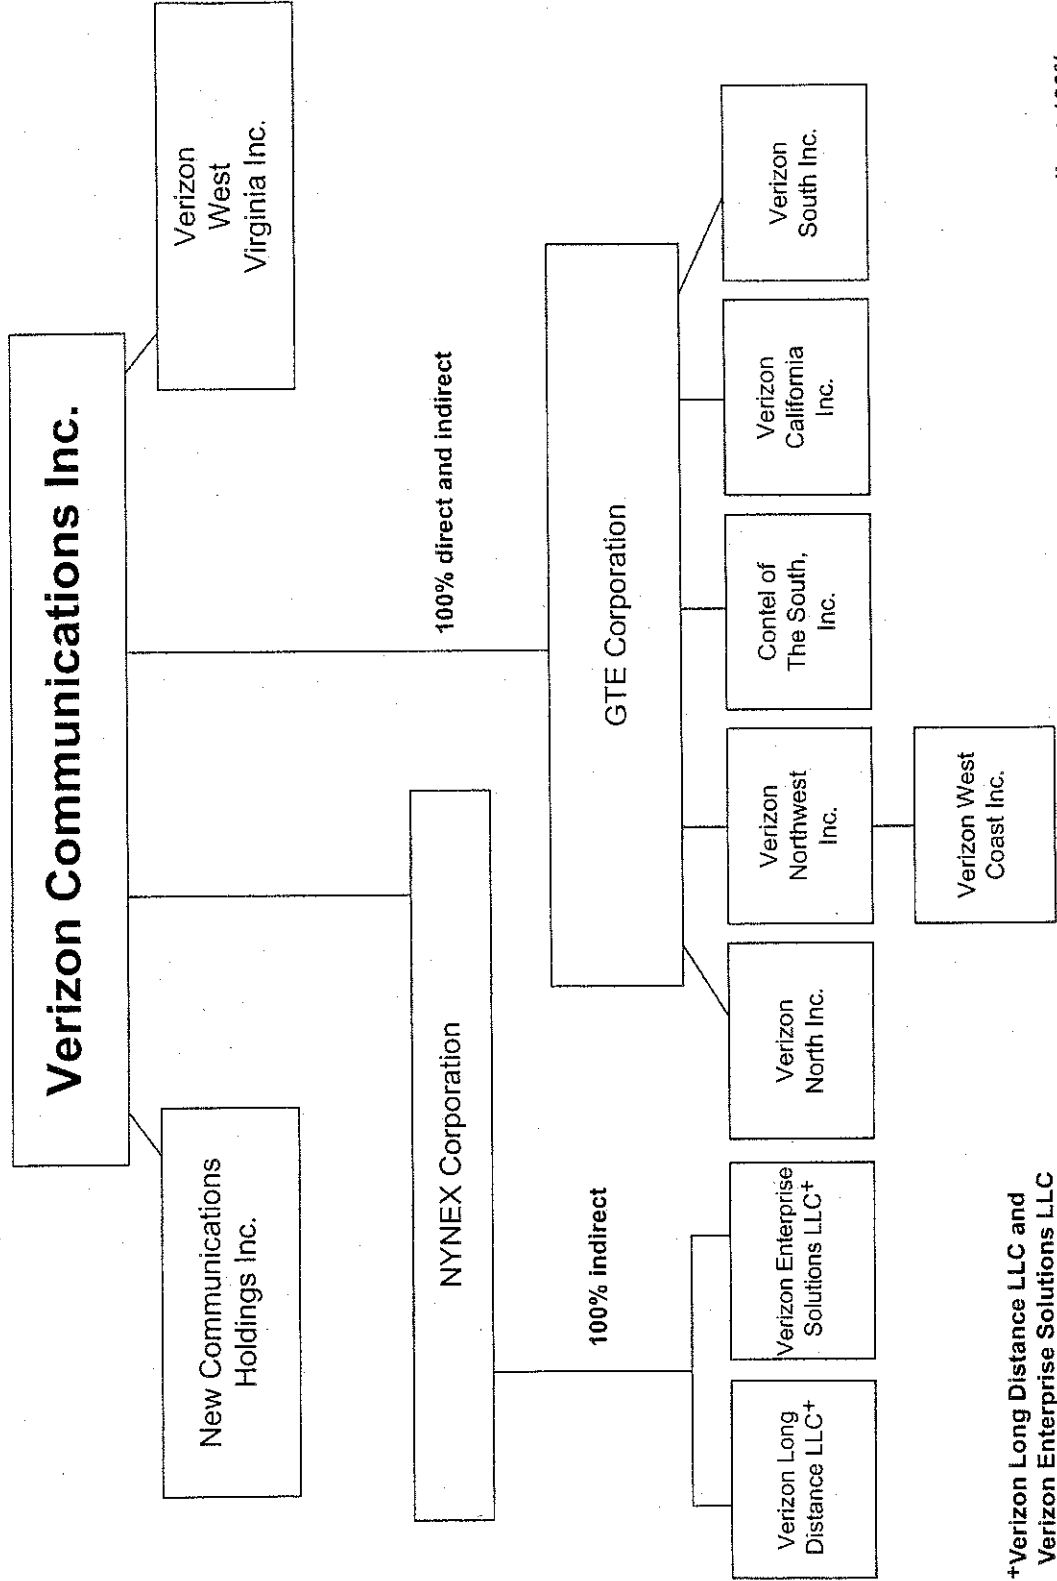 Verizon Communications Inc.
New Communications
Holdings Inc.
Verizon
West
Virginia Inc.
NYNEX Corporation
100% direct and indirect
GTE Corporation
100% indirect
Verizon Long
Distance LLC+
Verizon Enterprise
Solutions LLC+
Verizon
North Inc.
Verizon
Northwest
Inc.
Contel of
The South,
Inc.
Verizon
California
Inc.
Verizon
South Inc.
Verizon West
Coast Inc.
+Verizon Long Distance LLC and
Verizon Enterprise Solutions LLC